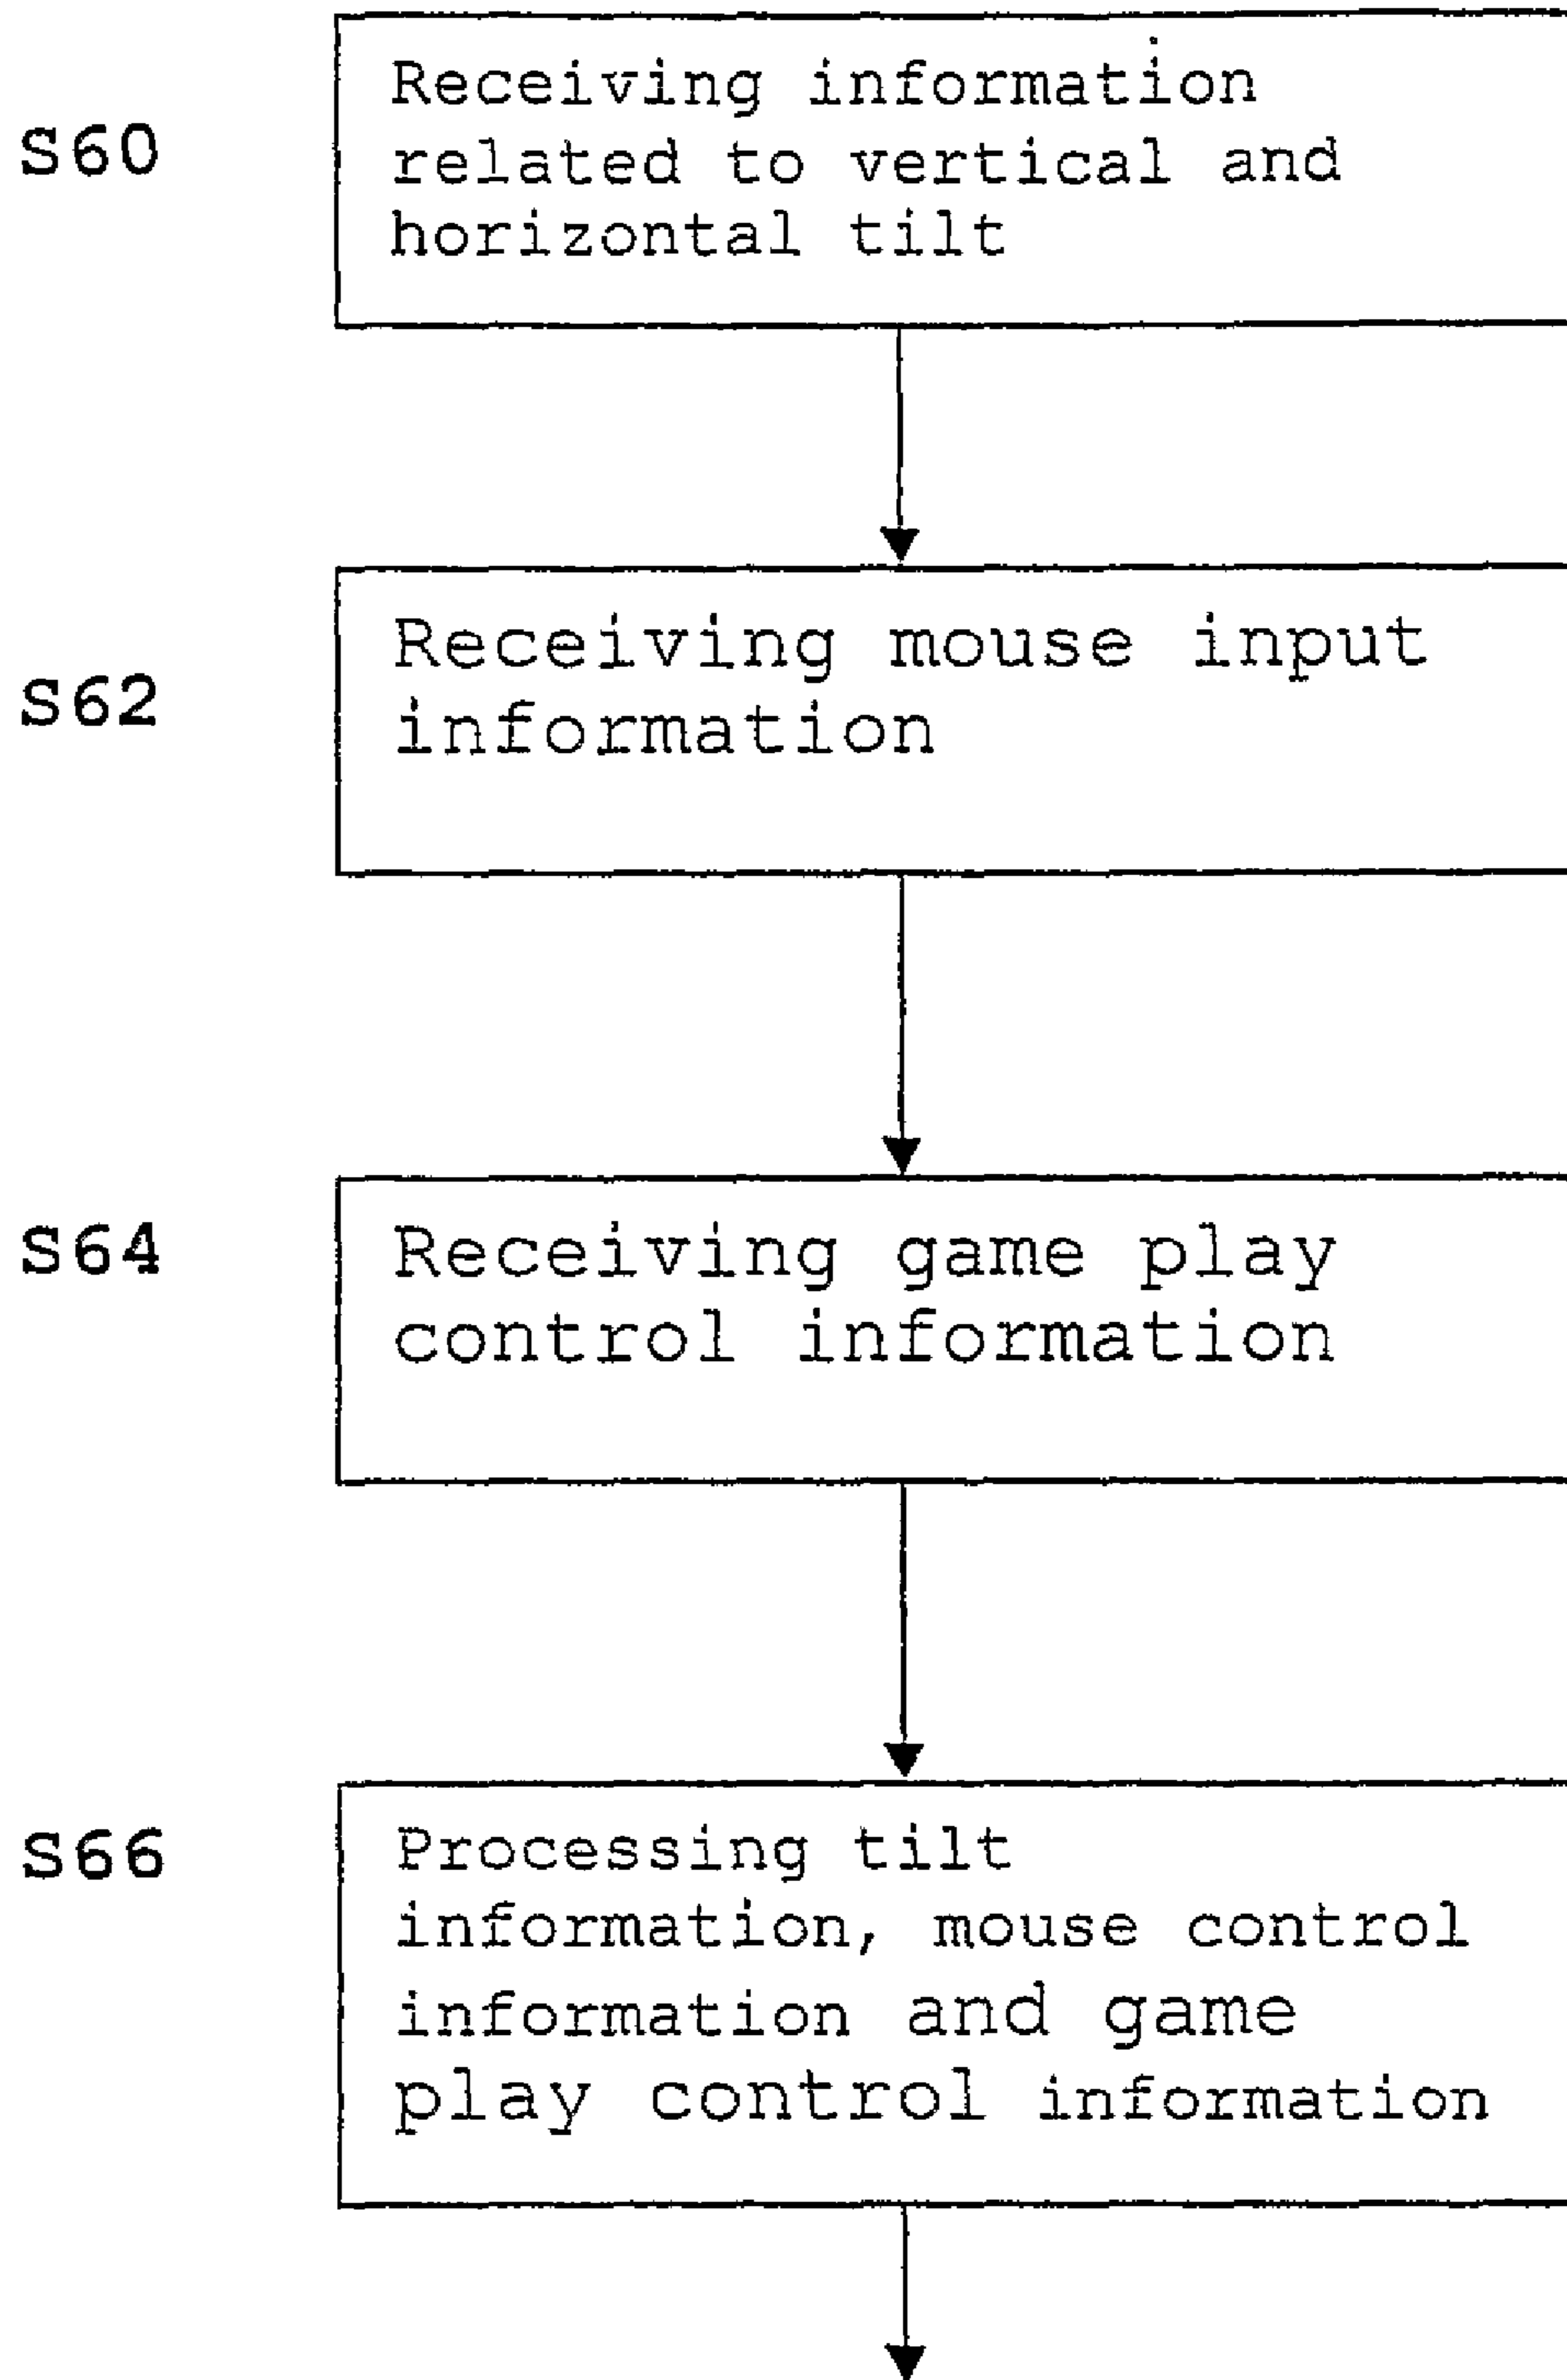 S60
Receiving information
related to vertical and
horizontal tilt
S62
Receiving mouse input
information
S64
Receiving game play
control information
S66
Processing tilt
information, mouse control
information and game
play control information